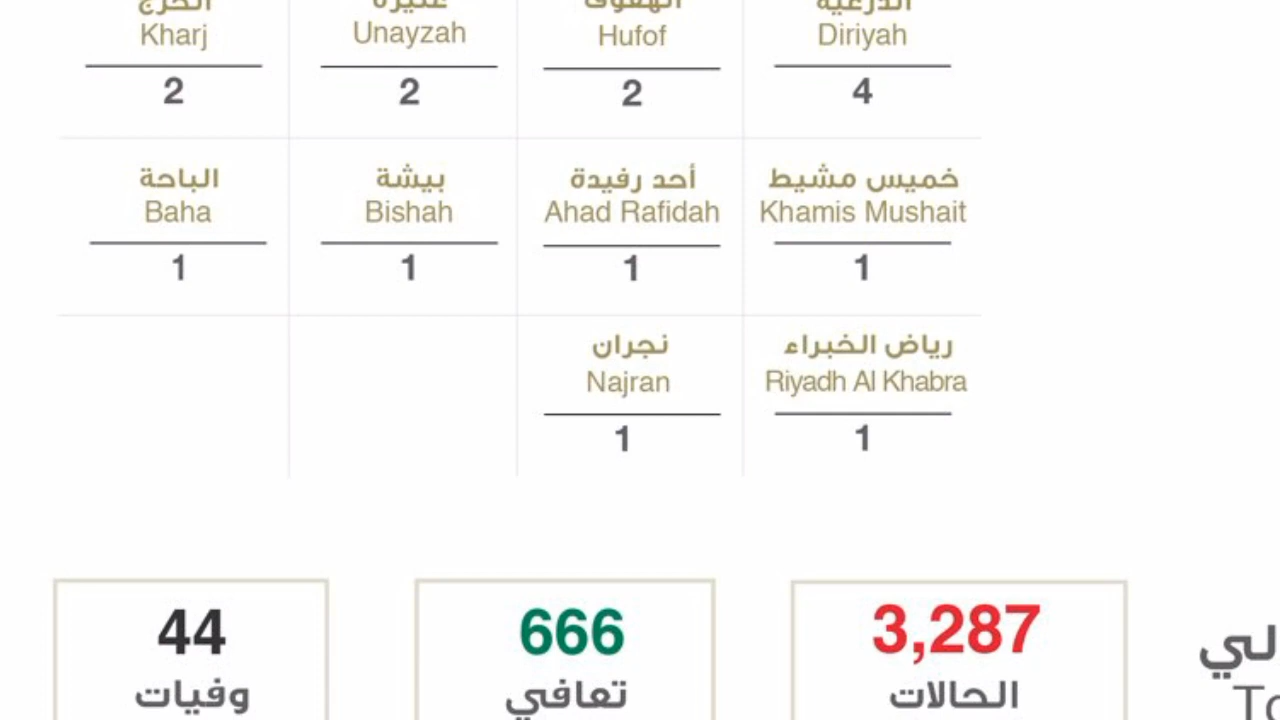 Kharj Unayzah Hufof Diriyah
2 2 2 4
الباحة بيشة أحد رفيدة خميس مشيط
Baha Bishah Ahad Rafidah Khamis Mushait
1 1 1 1
نجران رياض الخبراء
Najran Riyadh Al Khabra
1 1
44 666 3,287
وفيات تعافي الحالات